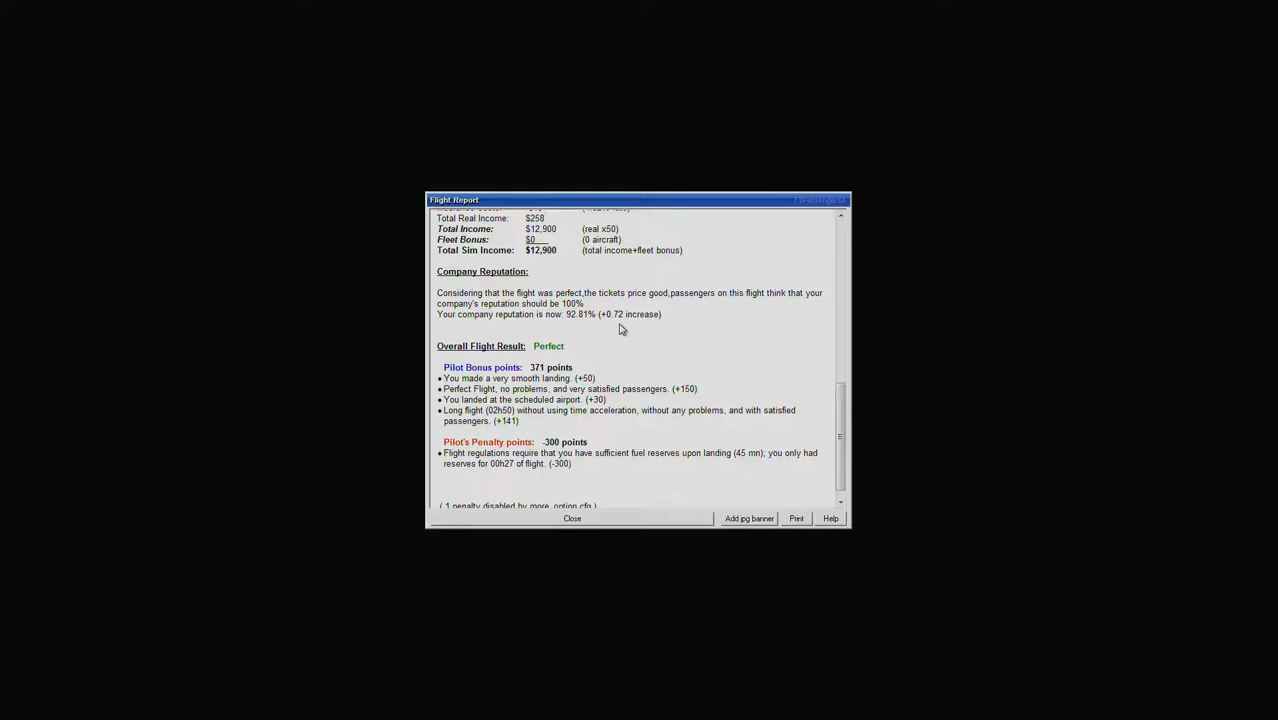 Flight Report
Total Real Income: $258
Total Income: $12,900 (real x50)
Fleet Bonus: $0 (0 aircraft)
Total Sim Income: $12,900 (total income+fleet bonus)
Company Reputation:
Considering that the flight was perfect,the tickets price good,passengers on this flight think that your
company's reputation should be 100%
Your company reputation is now: 92.81% (+0.72 increase)
Overall Flight Result: Perfect
Pilot Bonus points: 371 points
• You made a very smooth landing. (+50)
• Perfect Flight, no problems, and very satisfied passengers. (+150)
• You landed at the scheduled airport. (+30)
• Long flight (02h50) without using time acceleration, without any problems, and with satisfied
passengers. (+141)
Pilot's Penalty points: -300 points
• Flight regulations require that you have sufficient fuel reserves upon landing (45 mn); you only had
reserves for 00h27 of flight. (-300)
( 1 penalty disabled by more_option.cfg )
Close Add jpg banner Print Help